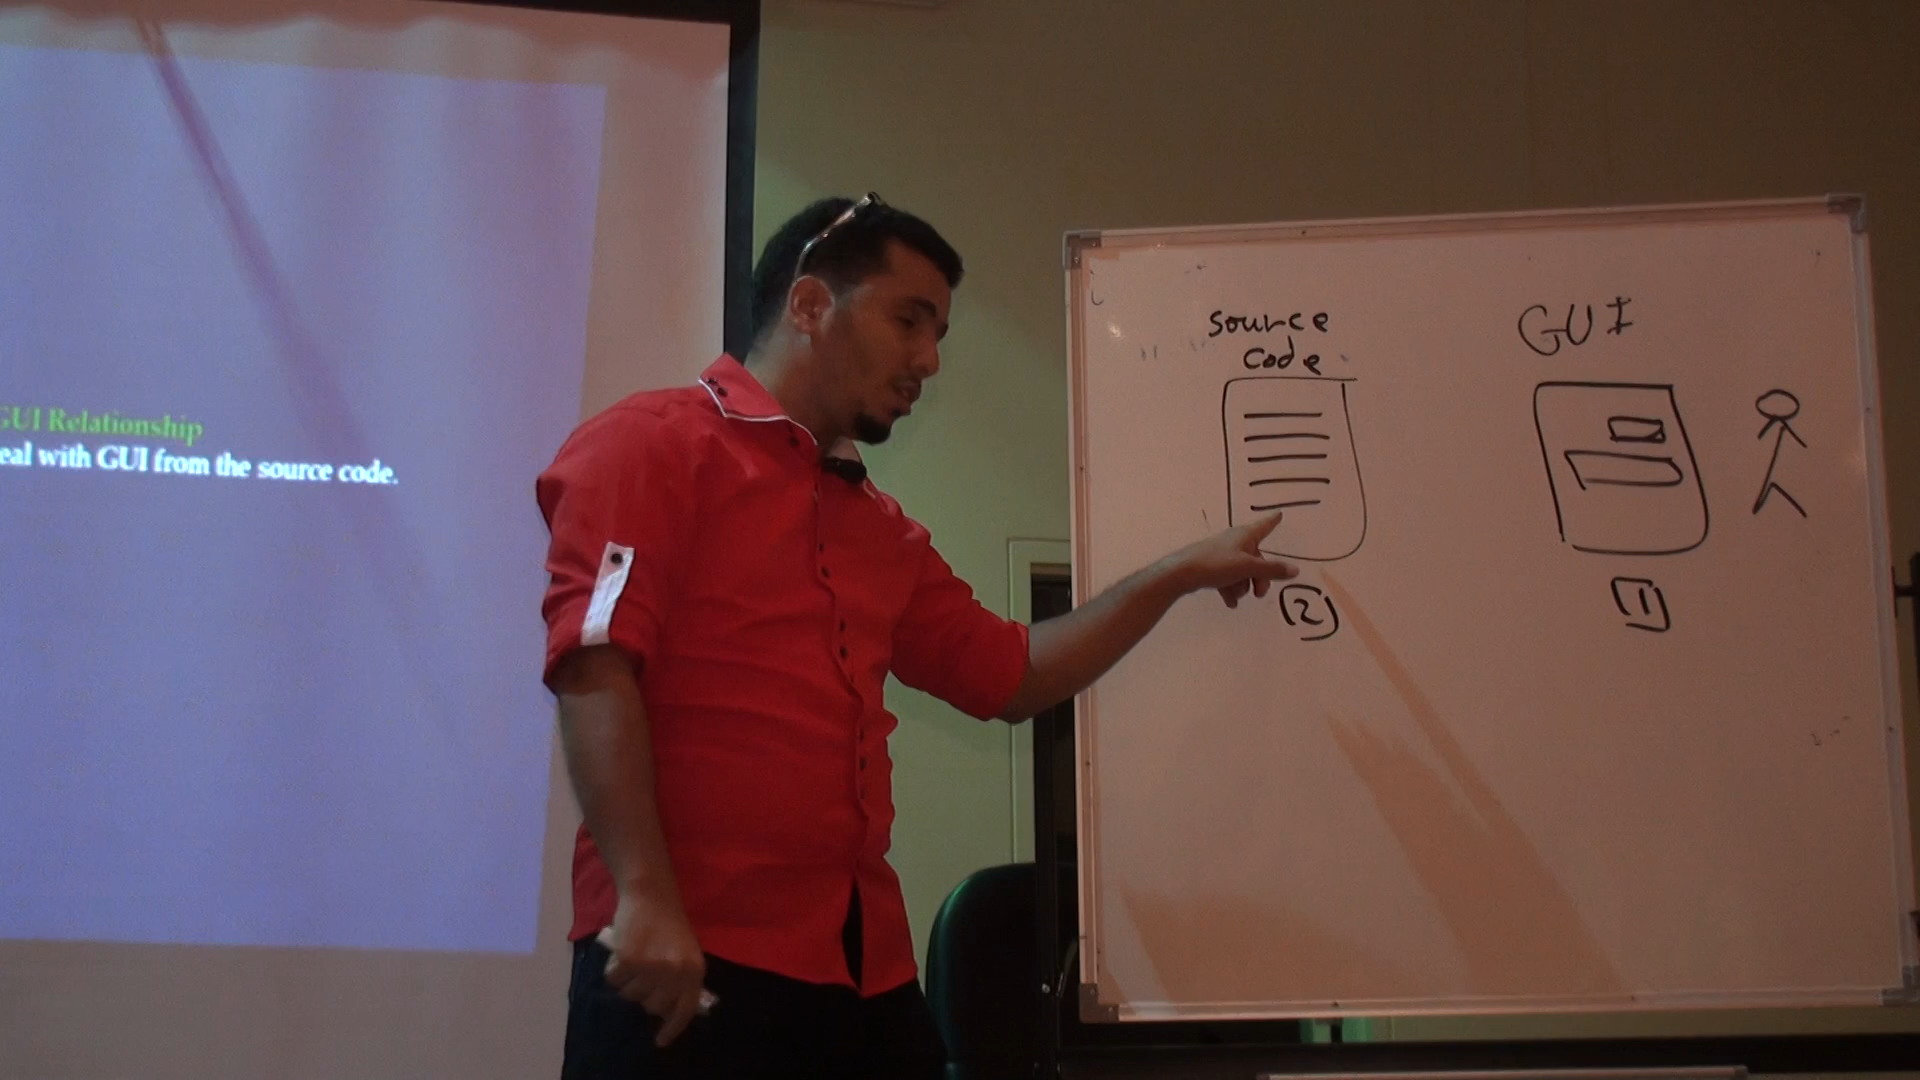 GUI Relationship
eal with GUI from the source code.
source
code
GUI
2
1